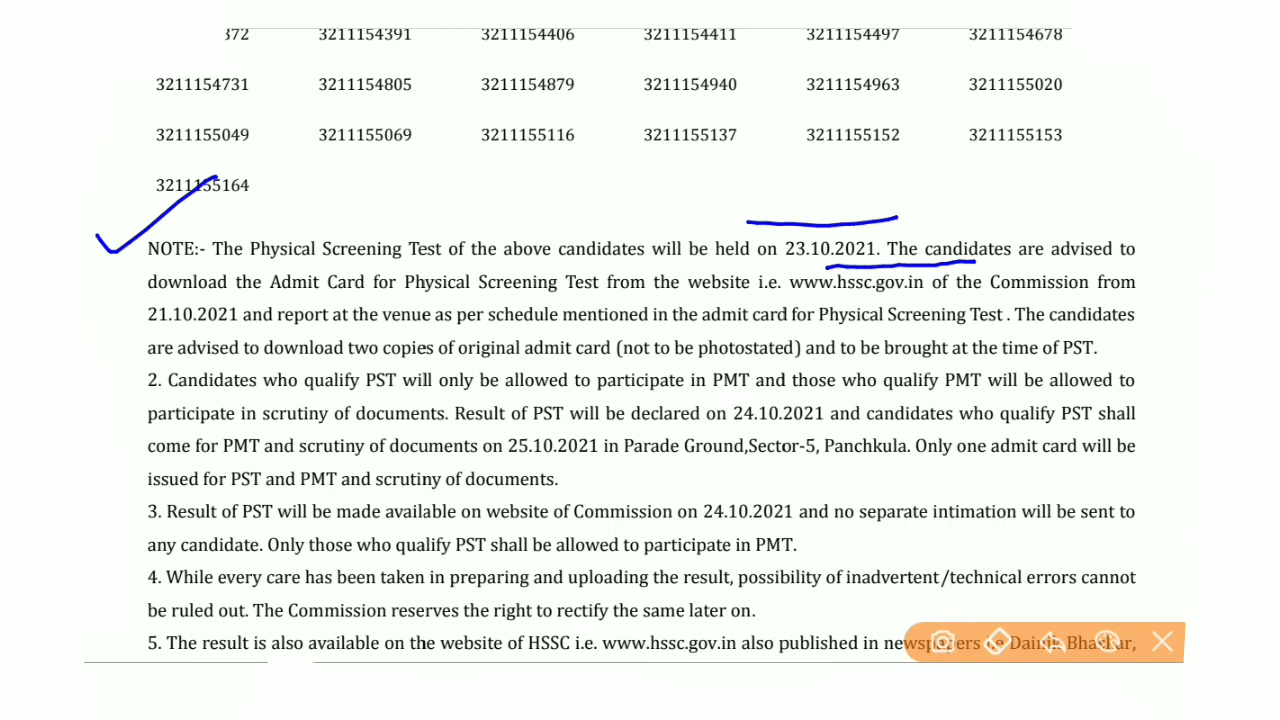 372 3211154391 3211154406 3211154411 3211154497 3211154678
3211154731 3211154805 3211154879 3211154940 3211154963 3211155020
3211155049 3211155069 3211155116 3211155137 3211155152 3211155153
3211155164
NOTE:- The Physical Screening Test of the above candidates will be held on 23.10.2021. The candidates are advised to
download the Admit Card for Physical Screening Test from the website i.e. www.hssc.gov.in of the Commission from
21.10.2021 and report at the venue as per schedule mentioned in the admit card for Physical Screening Test . The candidates
are advised to download two copies of original admit card (not to be photostated) and to be brought at the time of PST.
2. Candidates who qualify PST will only be allowed to participate in PMT and those who qualify PMT will be allowed to
participate in scrutiny of documents. Result of PST will be declared on 24.10.2021 and candidates who qualify PST shall
come for PMT and scrutiny of documents on 25.10.2021 in Parade Ground,Sector-5, Panchkula. Only one admit card will be
issued for PST and PMT and scrutiny of documents.
3. Result of PST will be made available on website of Commission on 24.10.2021 and no separate intimation will be sent to
any candidate. Only those who qualify PST shall be allowed to participate in PMT.
4. While every care has been taken in preparing and uploading the result, possibility of inadvertent/technical errors cannot
be ruled out. The Commission reserves the right to rectify the same later on.
5. The result is also available on the website of HSSC i.e. www.hssc.gov.in also published in newspapers i.e Dainik Bhaskar,